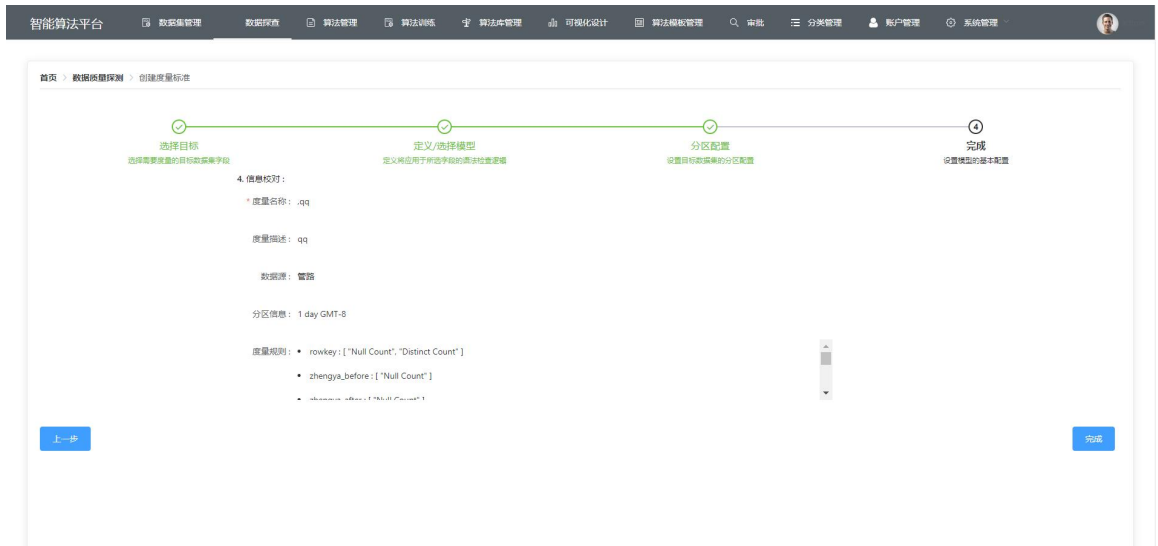 智能算法平台 数据集管理 数据探查 算法管理 算法训练 算法库管理 可视化设计 算法模板管理 审批 分类管理 账户管理 系统管理
首页 > 数据质量探测 > 创建度量标准
4
选择目标 定义/选择模型 分区配置 完成
选择需要度量的目标数据集字段 定义将应用于所选字段的语法检查逻辑 设置目标数据集的分区配置 设置模型的基本配置
4. 信息校对：
* 度量名称： .qq
度量描述： qq
数据源： 管路
分区信息： 1 day GMT-8
度量规则： • rowkey : [ "Null Count", "Distinct Count" ]
• zhengya_before : [ "Null Count" ]
• zhengya_after : [ "Null Count" ]
上一步 完成